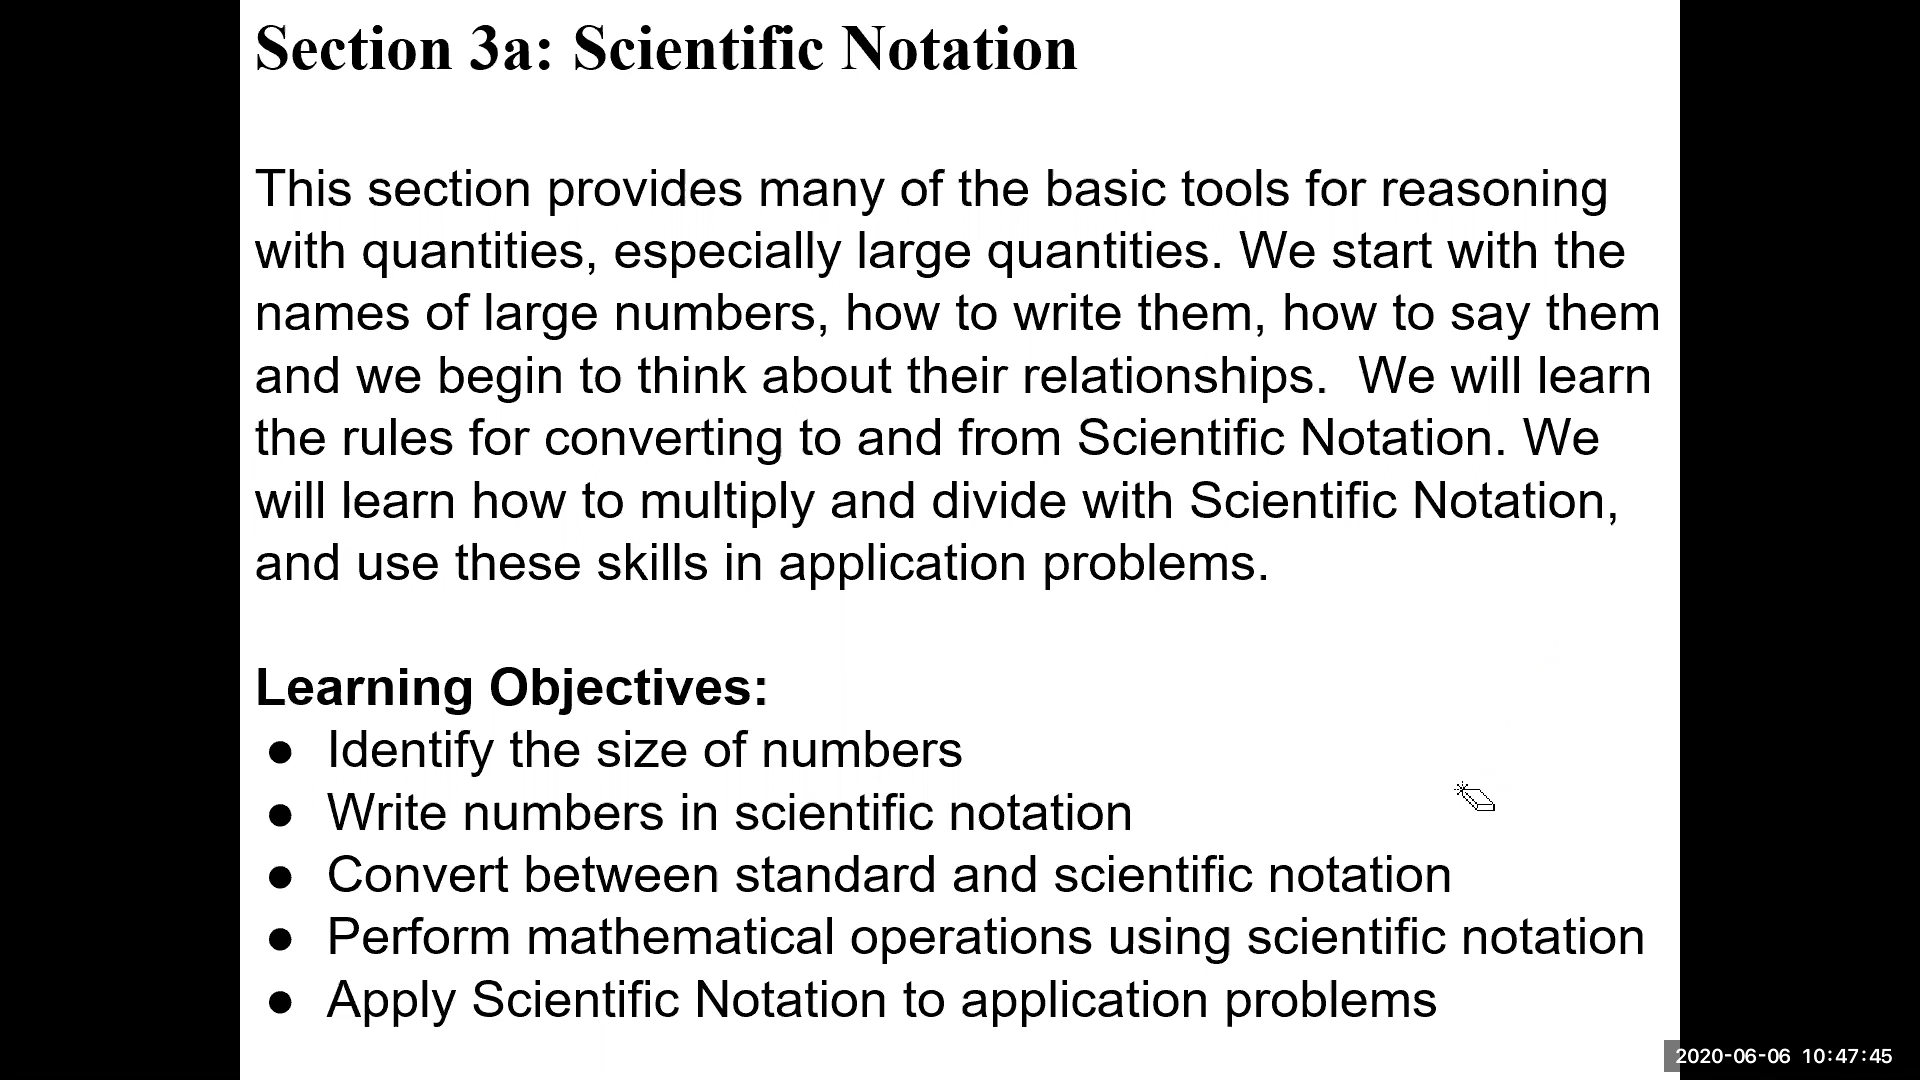 Section 3a: Scientific Notation
This section provides many of the basic tools for reasoning
with quantities, especially large quantities. We start with the
names of large numbers, how to write them, how to say them
and we begin to think about their relationships.  We will learn
the rules for converting to and from Scientific Notation. We
will learn how to multiply and divide with Scientific Notation,
and use these skills in application problems.
Learning Objectives:
● Identify the size of numbers
● Write numbers in scientific notation
● Convert between standard and scientific notation
● Perform mathematical operations using scientific notation
● Apply Scientific Notation to application problems
2020-06-06 10:47:45